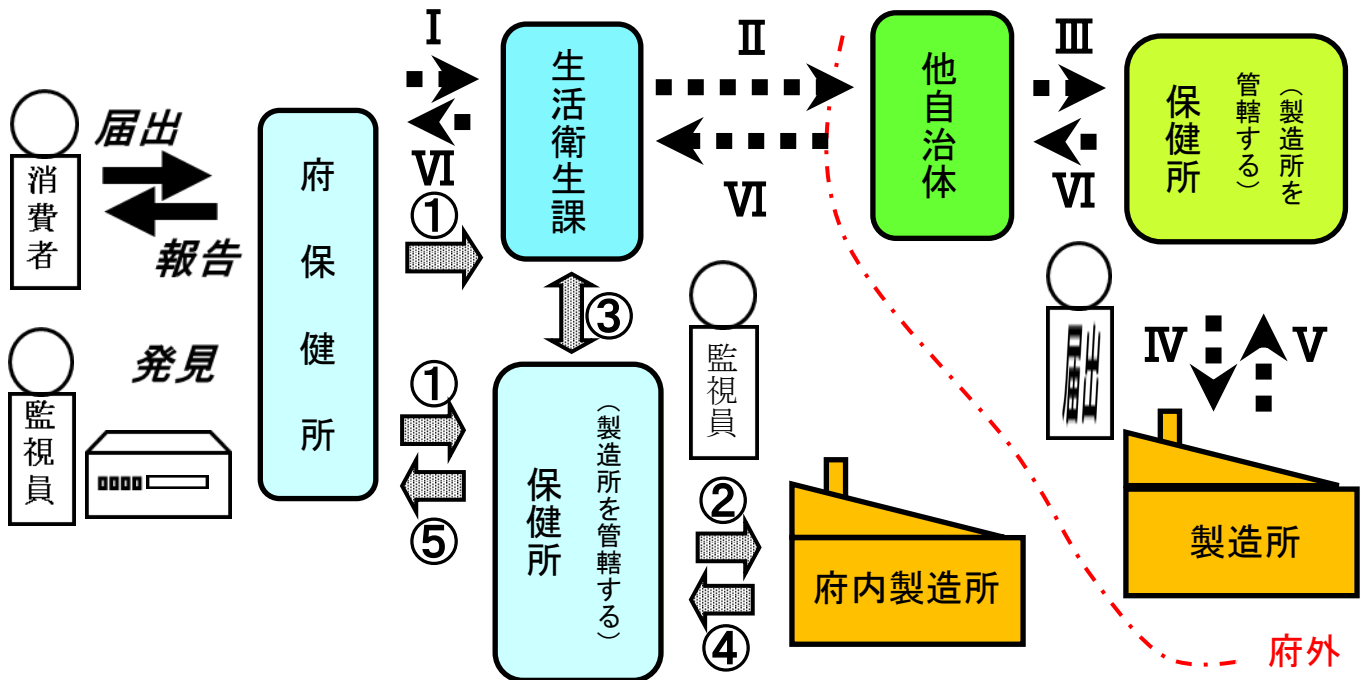 消費者
届出
報告
監視員
発見
府保健所
Ⅰ
Ⅵ
①
①
⑤
生活衛生課
③
保健所
（製造所を管轄する）
Ⅱ
Ⅵ
監視員
②
④
府内製造所
他自治体
Ⅲ
Ⅵ
保健所
（製造所を
管轄する）
Ⅳ
Ⅴ
製造所
府外